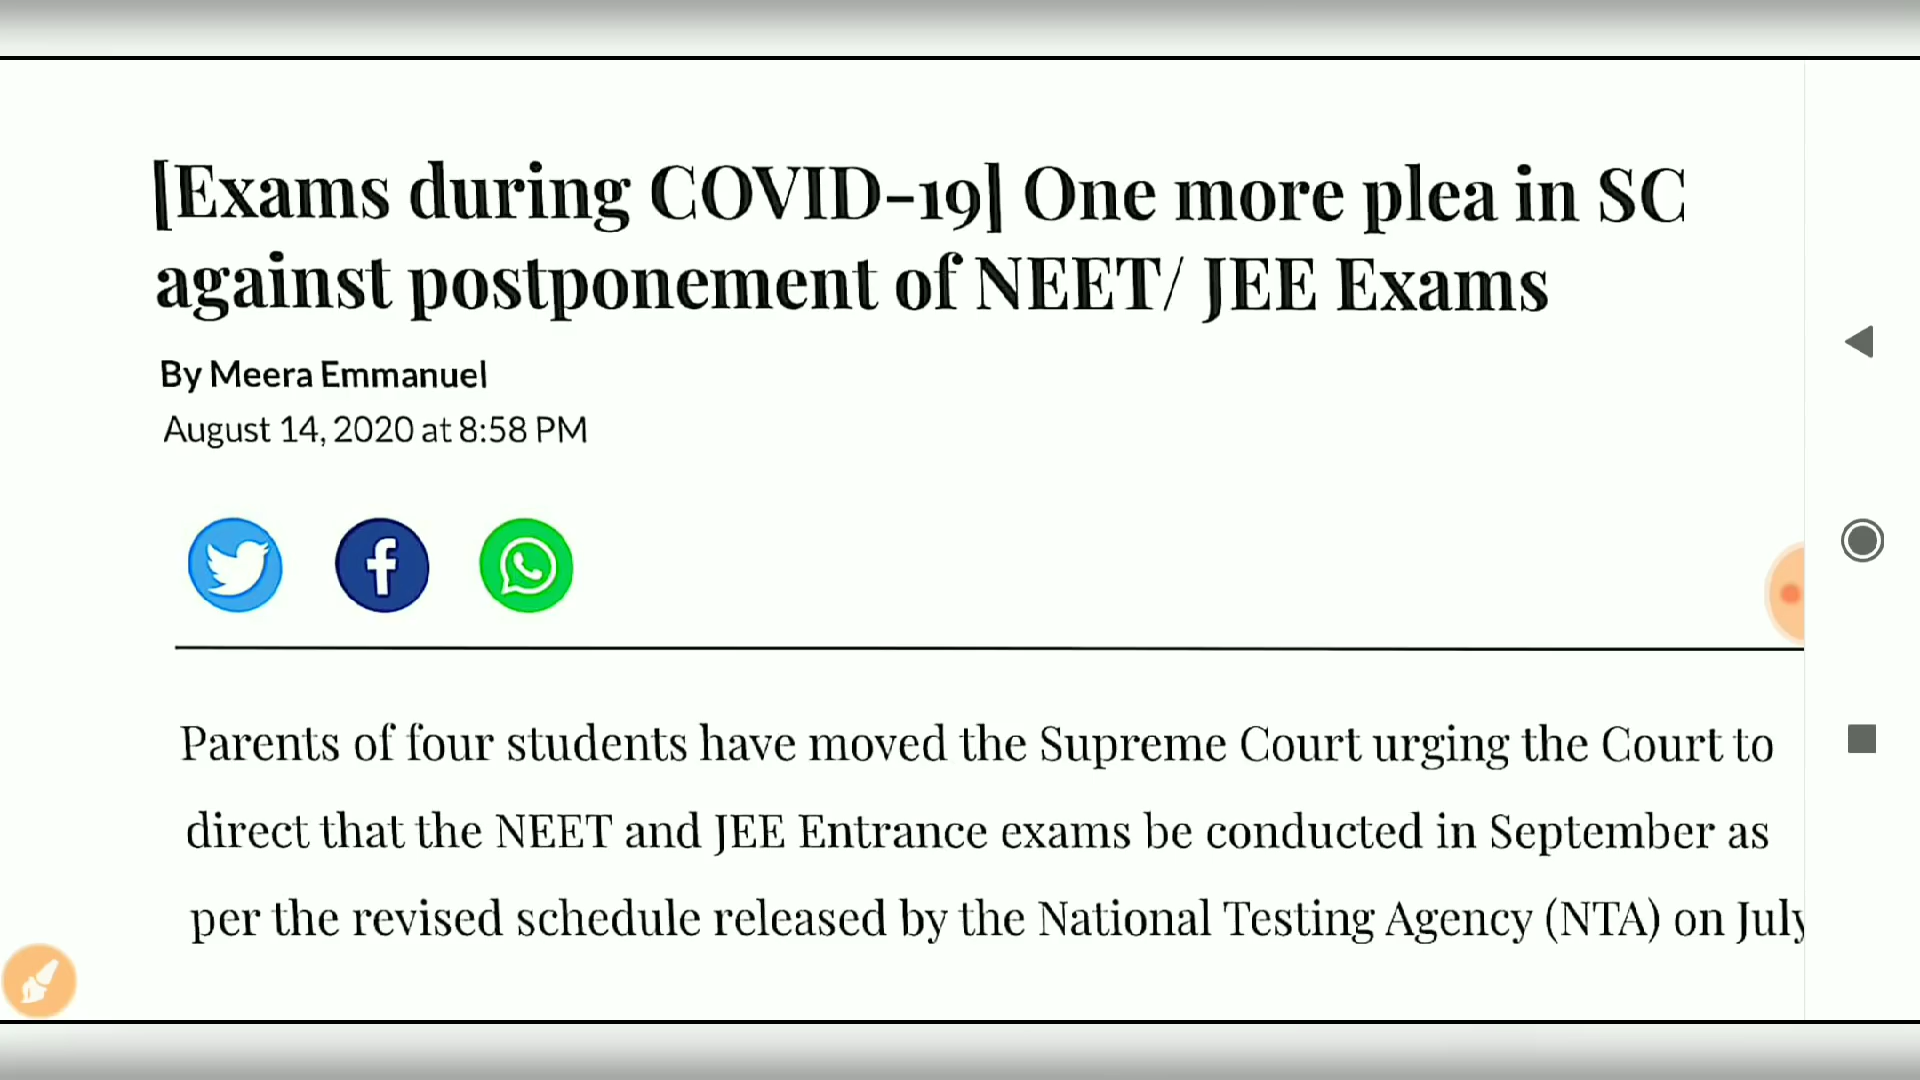 [Exams during COVID-19] One more plea in SC
against postponement of NEET/ JEE Exams
By Meera Emmanuel
August 14, 2020 at 8:58 PM
Parents of four students have moved the Supreme Court urging the Court to
direct that the NEET and JEE Entrance exams be conducted in September as
per the revised schedule released by the National Testing Agency (NTA) on July